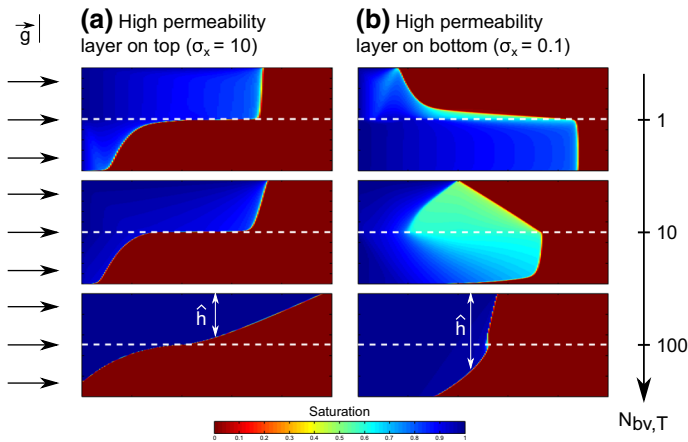 (a) High permeability
layer on top (σx = 10)
(b) High permeability
layer on bottom (σx = 0.1)
g
1
10
ĥ
ĥ
100
Saturation
0 0.1 0.2 0.3 0.4 0.5 0.6 0.7 0.8 0.9 1
Nbv,T